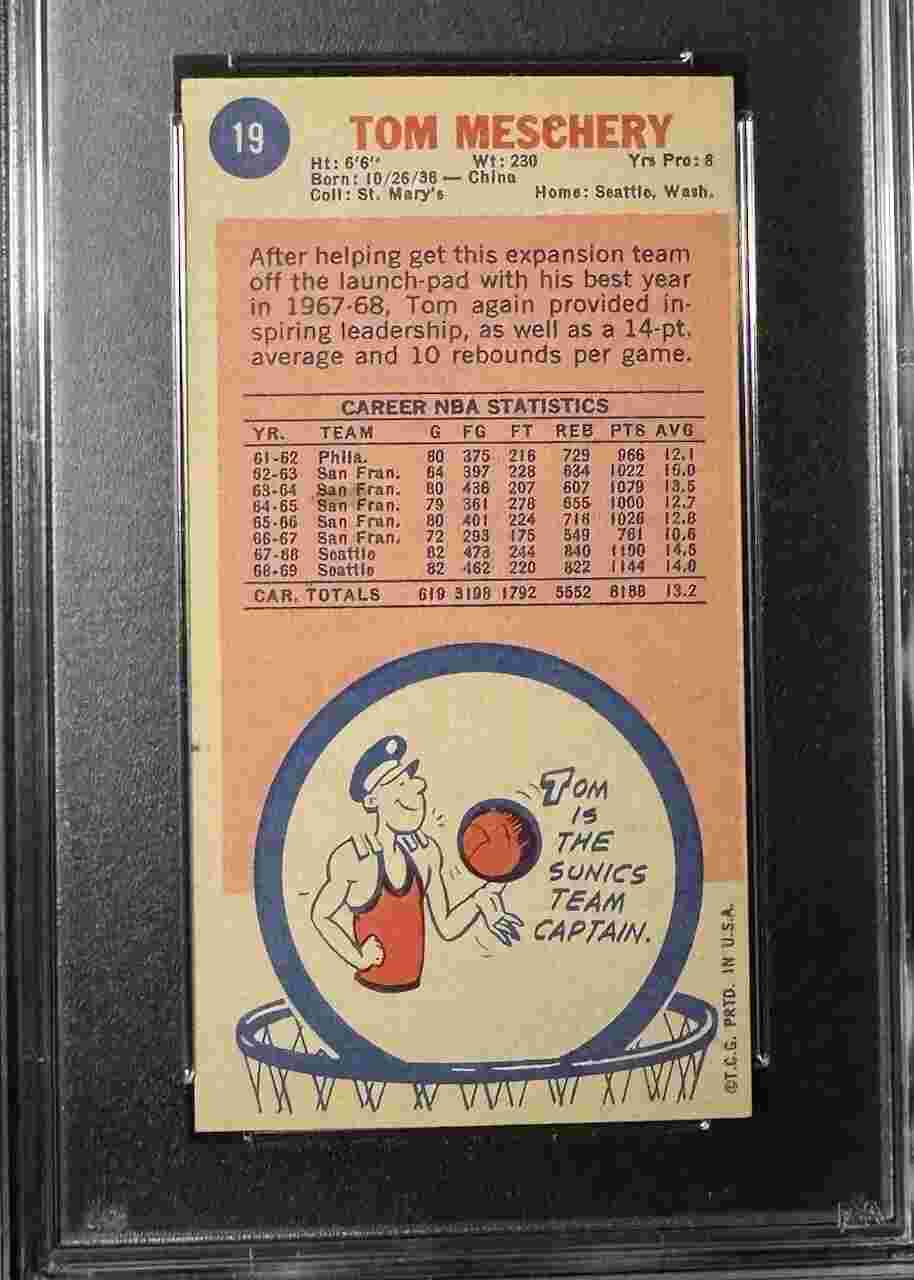 19
TOM MESCHERY
Ht: 6'6" Wt: 230 Yrs Pro: 8
Born: 10/26/38 — China
Coll: St. Mary's Home: Seattle, Wash.
After helping get this expansion team
off the launch-pad with his best year
in 1967-68, Tom again provided in-
spiring leadership, as well as a 14-pt.
average and 10 rebounds per game.
CAREER NBA STATISTICS
YR. TEAM G FG FT REB PTS AVG
61-62 Phila. 80 375 216 729 966 12.1
62-63 San Fran. 64 397 228 634 1022 16.0
63-64 San Fran. 80 436 207 607 1079 13.5
64-65 San Fran. 79 361 278 655 1000 12.7
65-66 San Fran. 80 401 224 716 1026 12.8
66-67 San Fran. 72 293 175 549 761 10.6
67-68 Seattle 82 473 244 840 1190 14.5
68-69 Seattle 82 462 220 822 1144 14.0
CAR. TOTALS 619 3198 1792 5552 8188 13.2
TOM
IS
THE
SUNICS
TEAM
CAPTAIN.
©T.C.G. PRTD. IN U.S.A.